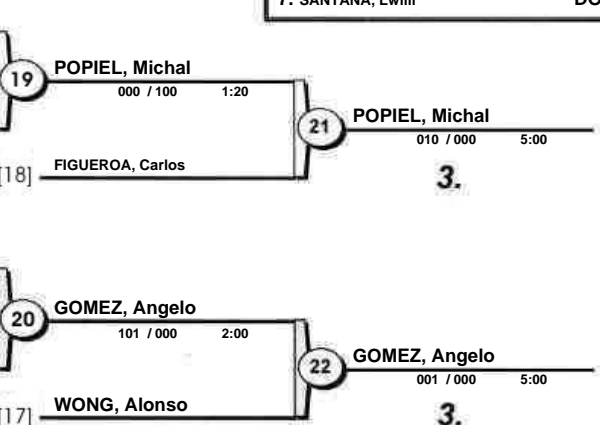 7. SANTANA, Ewilli DO
19 POPIEL, Michal
000 / 100 1:20
21 POPIEL, Michal
010 / 000 5:00
[18] FIGUEROA, Carlos
3.
20 GOMEZ, Angelo
101 / 000 2:00
22 GOMEZ, Angelo
001 / 000 5:00
[17] WONG, Alonso
3.